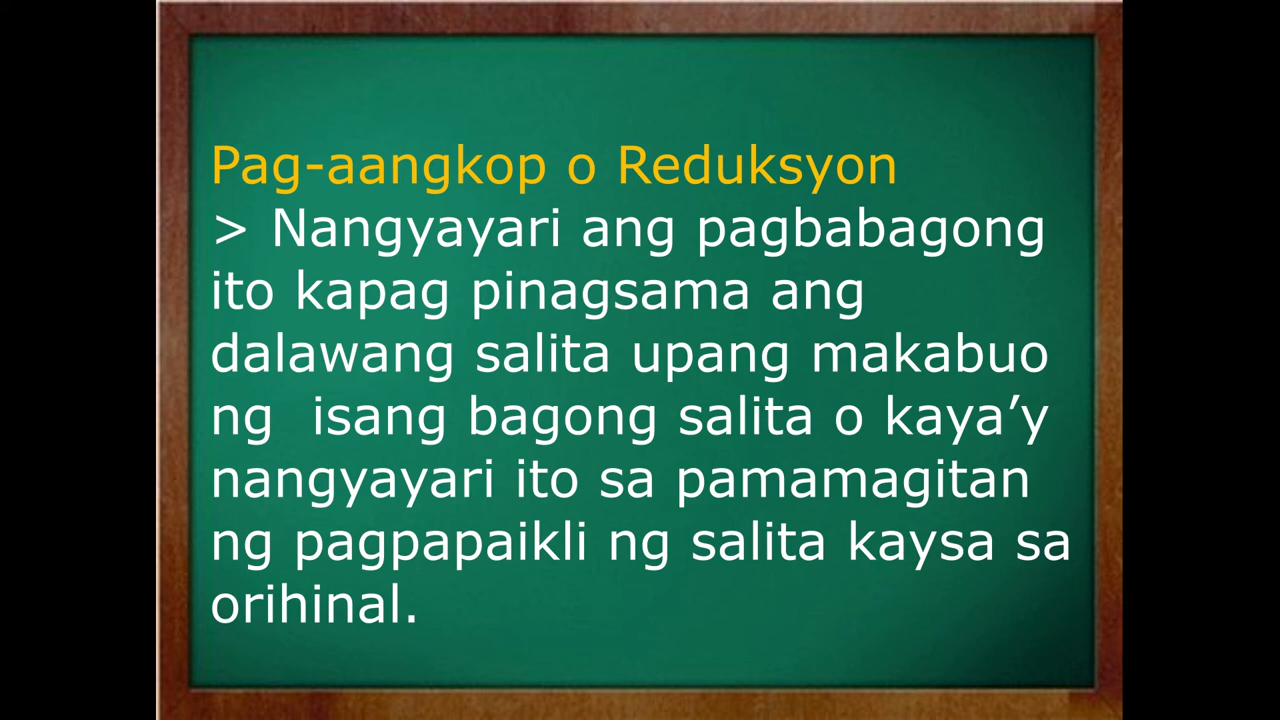 Pag-aangkop o Reduksyon
> Nangyayari ang pagbabagong
ito kapag pinagsama ang
dalawang salita upang makabuo
ng  isang bagong salita o kaya’y
nangyayari ito sa pamamagitan
ng pagpapaikli ng salita kaysa sa
orihinal.